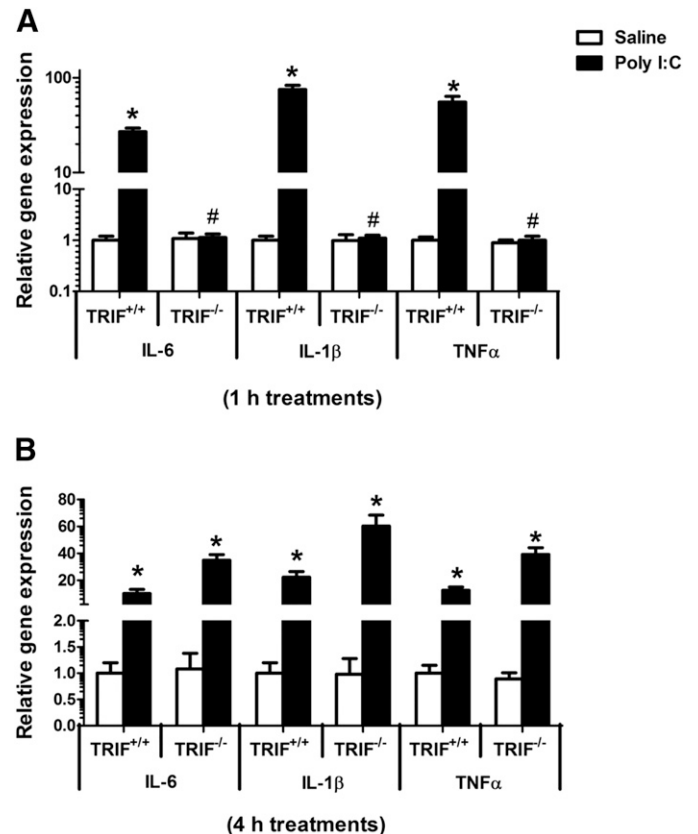 A
Saline
Poly I:C
Relative gene expression
100
10
10
1
0.1
* # * # * #
TRIF+/+ TRIF-/- TRIF+/+ TRIF-/- TRIF+/+ TRIF-/-
IL-6 IL-1β TNFα
(1 h treatments)
B
Relative gene expression
80
60
40
20
2.0
1.5
1.0
0.5
0.0
* * * * * *
TRIF+/+ TRIF-/- TRIF+/+ TRIF-/- TRIF+/+ TRIF-/-
IL-6 IL-1β TNFα
(4 h treatments)